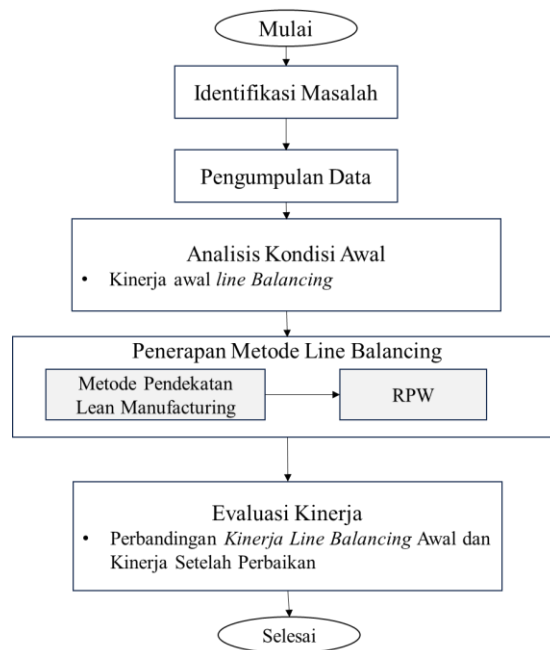 Mulai
Identifikasi Masalah
Pengumpulan Data
Analisis Kondisi Awal
• Kinerja awal line Balancing
Penerapan Metode Line Balancing
Metode Pendekatan
Lean Manufacturing
RPW
Evaluasi Kinerja
• Perbandingan Kinerja Line Balancing Awal dan
Kinerja Setelah Perbaikan
Selesai